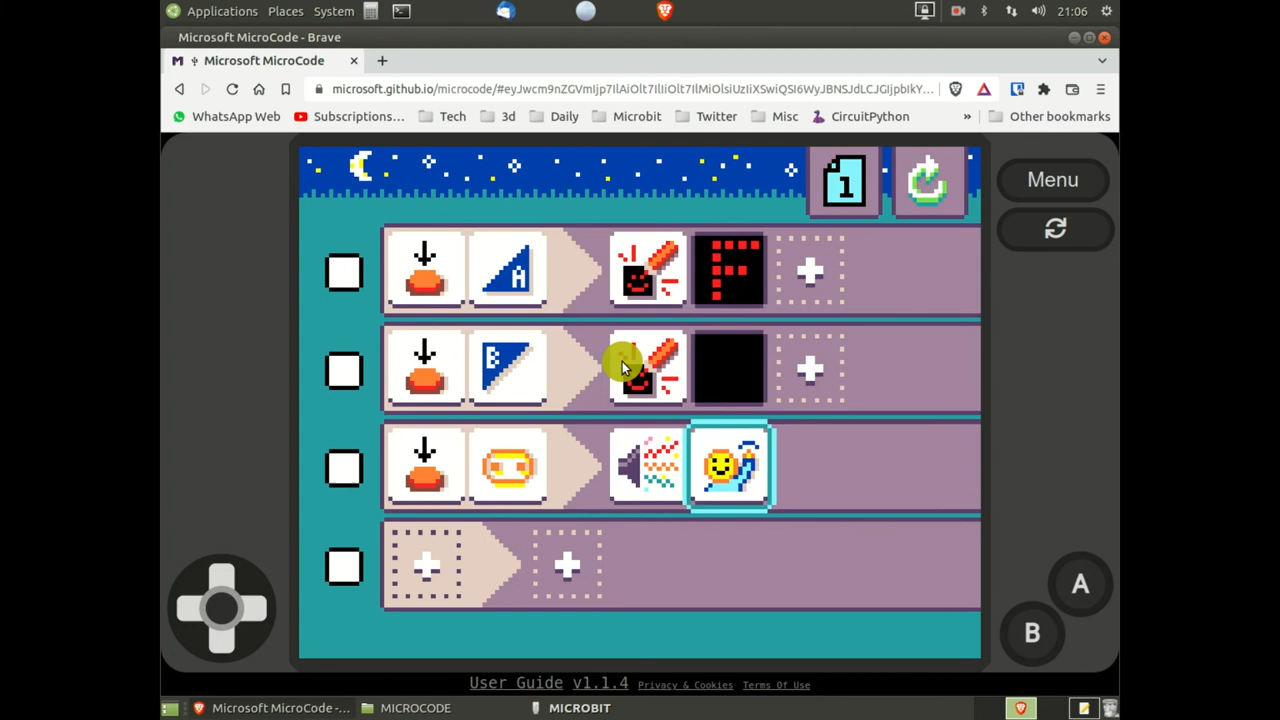 Applications Places System 21:06
Microsoft MicroCode - Brave
Microsoft MicroCode
microsoft.github.io/microcode/#eyJwcm9nZGVmIjp7IlAiOlt7IliiOlt7IlMiOlsiUzIiXSwiQSI6WyJBNSJdLCJGIjpbIkY...
WhatsApp Web Subscriptions... Tech 3d Daily Microbit Twitter Misc CircuitPython » Other bookmarks
1
Menu
A
F
B
A
B
User Guide v1.1.4 Privacy & Cookies Terms Of Use
Microsoft MicroCode -... MICROCODE MICROBIT